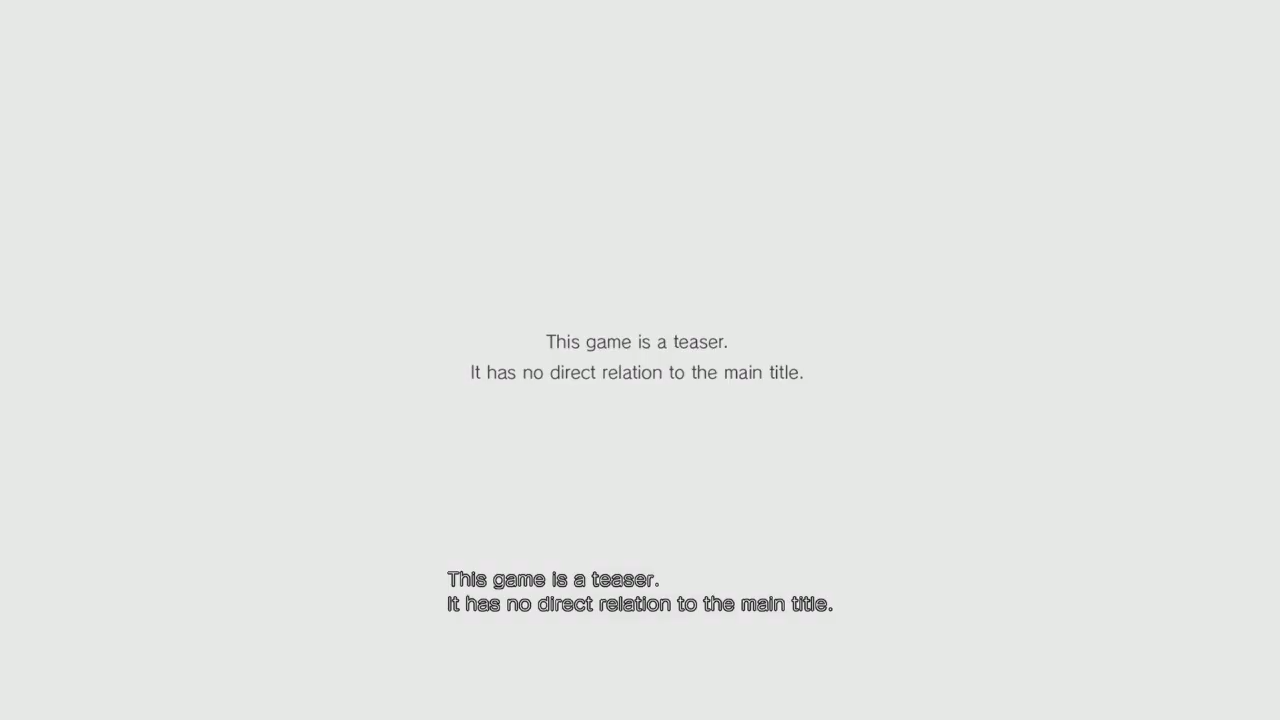 This game is a teaser.
It has no direct relation to the main title.
This game is a teaser.
It has no direct relation to the main title.